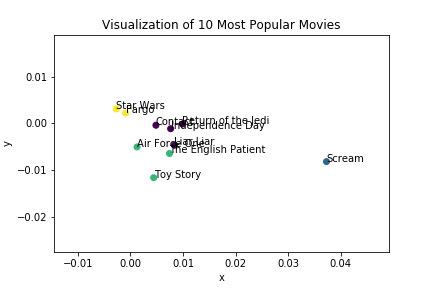 Visualization of 10 Most Popular Movies
0.01
0.00
-0.01
-0.02
y
Star Wars
Fargo
Contact
Return of the Jedi
Independence Day
Air Force One
Liar Liar
The English Patient
Scream
Toy Story
-0.01
0.00
0.01
0.02
0.03
0.04
x